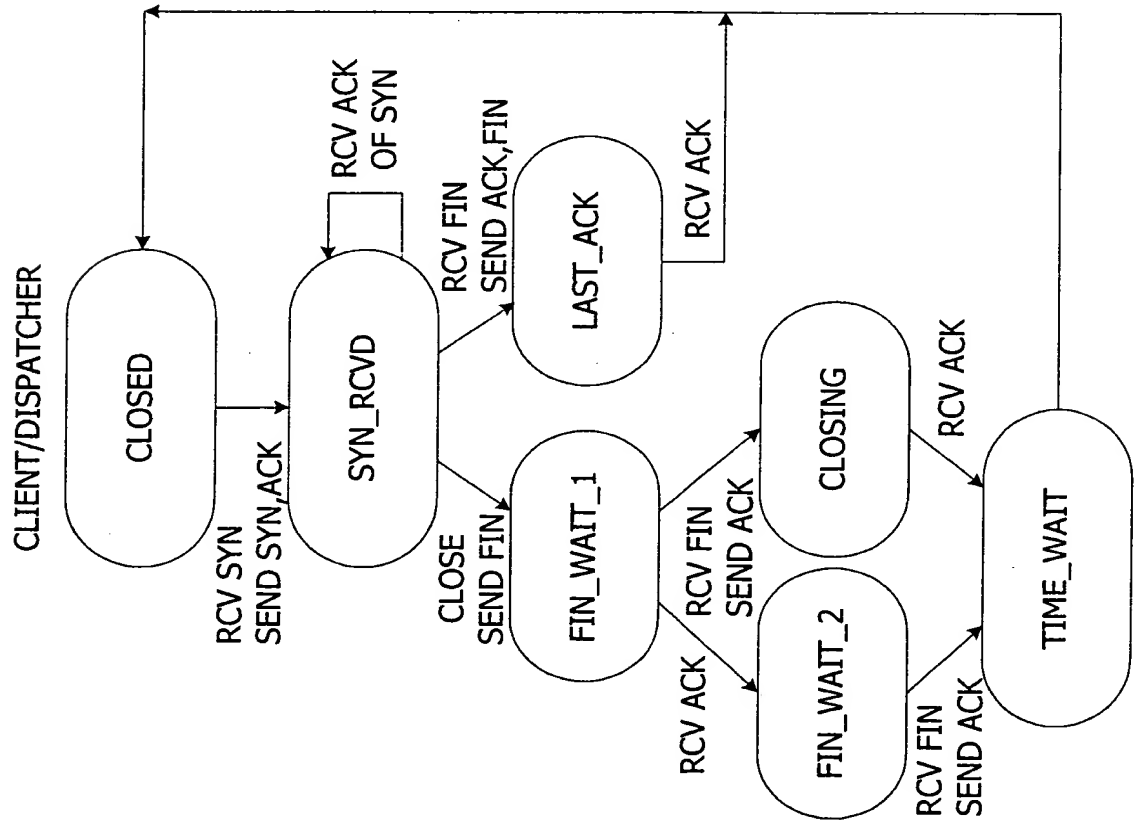 CLIENT/DISPATCHER
CLOSED
RCV SYN
SEND SYN,ACK
SYN_RCVD
RCV ACK
OF SYN
CLOSE
SEND FIN
RCV FIN
SEND ACK,FIN
FIN_WAIT_1
LAST_ACK
RCV ACK
RCV FIN
SEND ACK
RCV ACK
FIN_WAIT_2
CLOSING
RCV FIN
SEND ACK
RCV ACK
TIME_WAIT